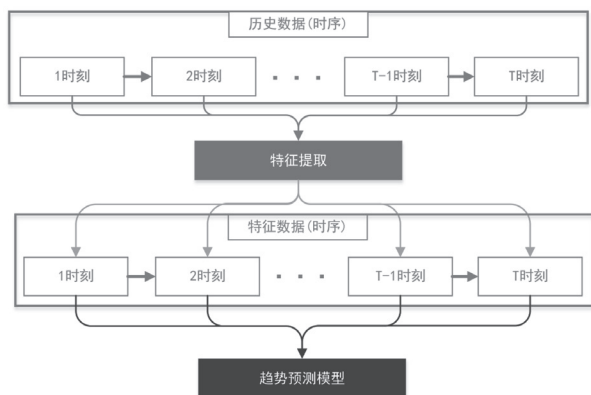 历史数据(时序)
1时刻
2时刻
T-1时刻
T时刻
特征提取
特征数据(时序)
1时刻
2时刻
T-1时刻
T时刻
趋势预测模型